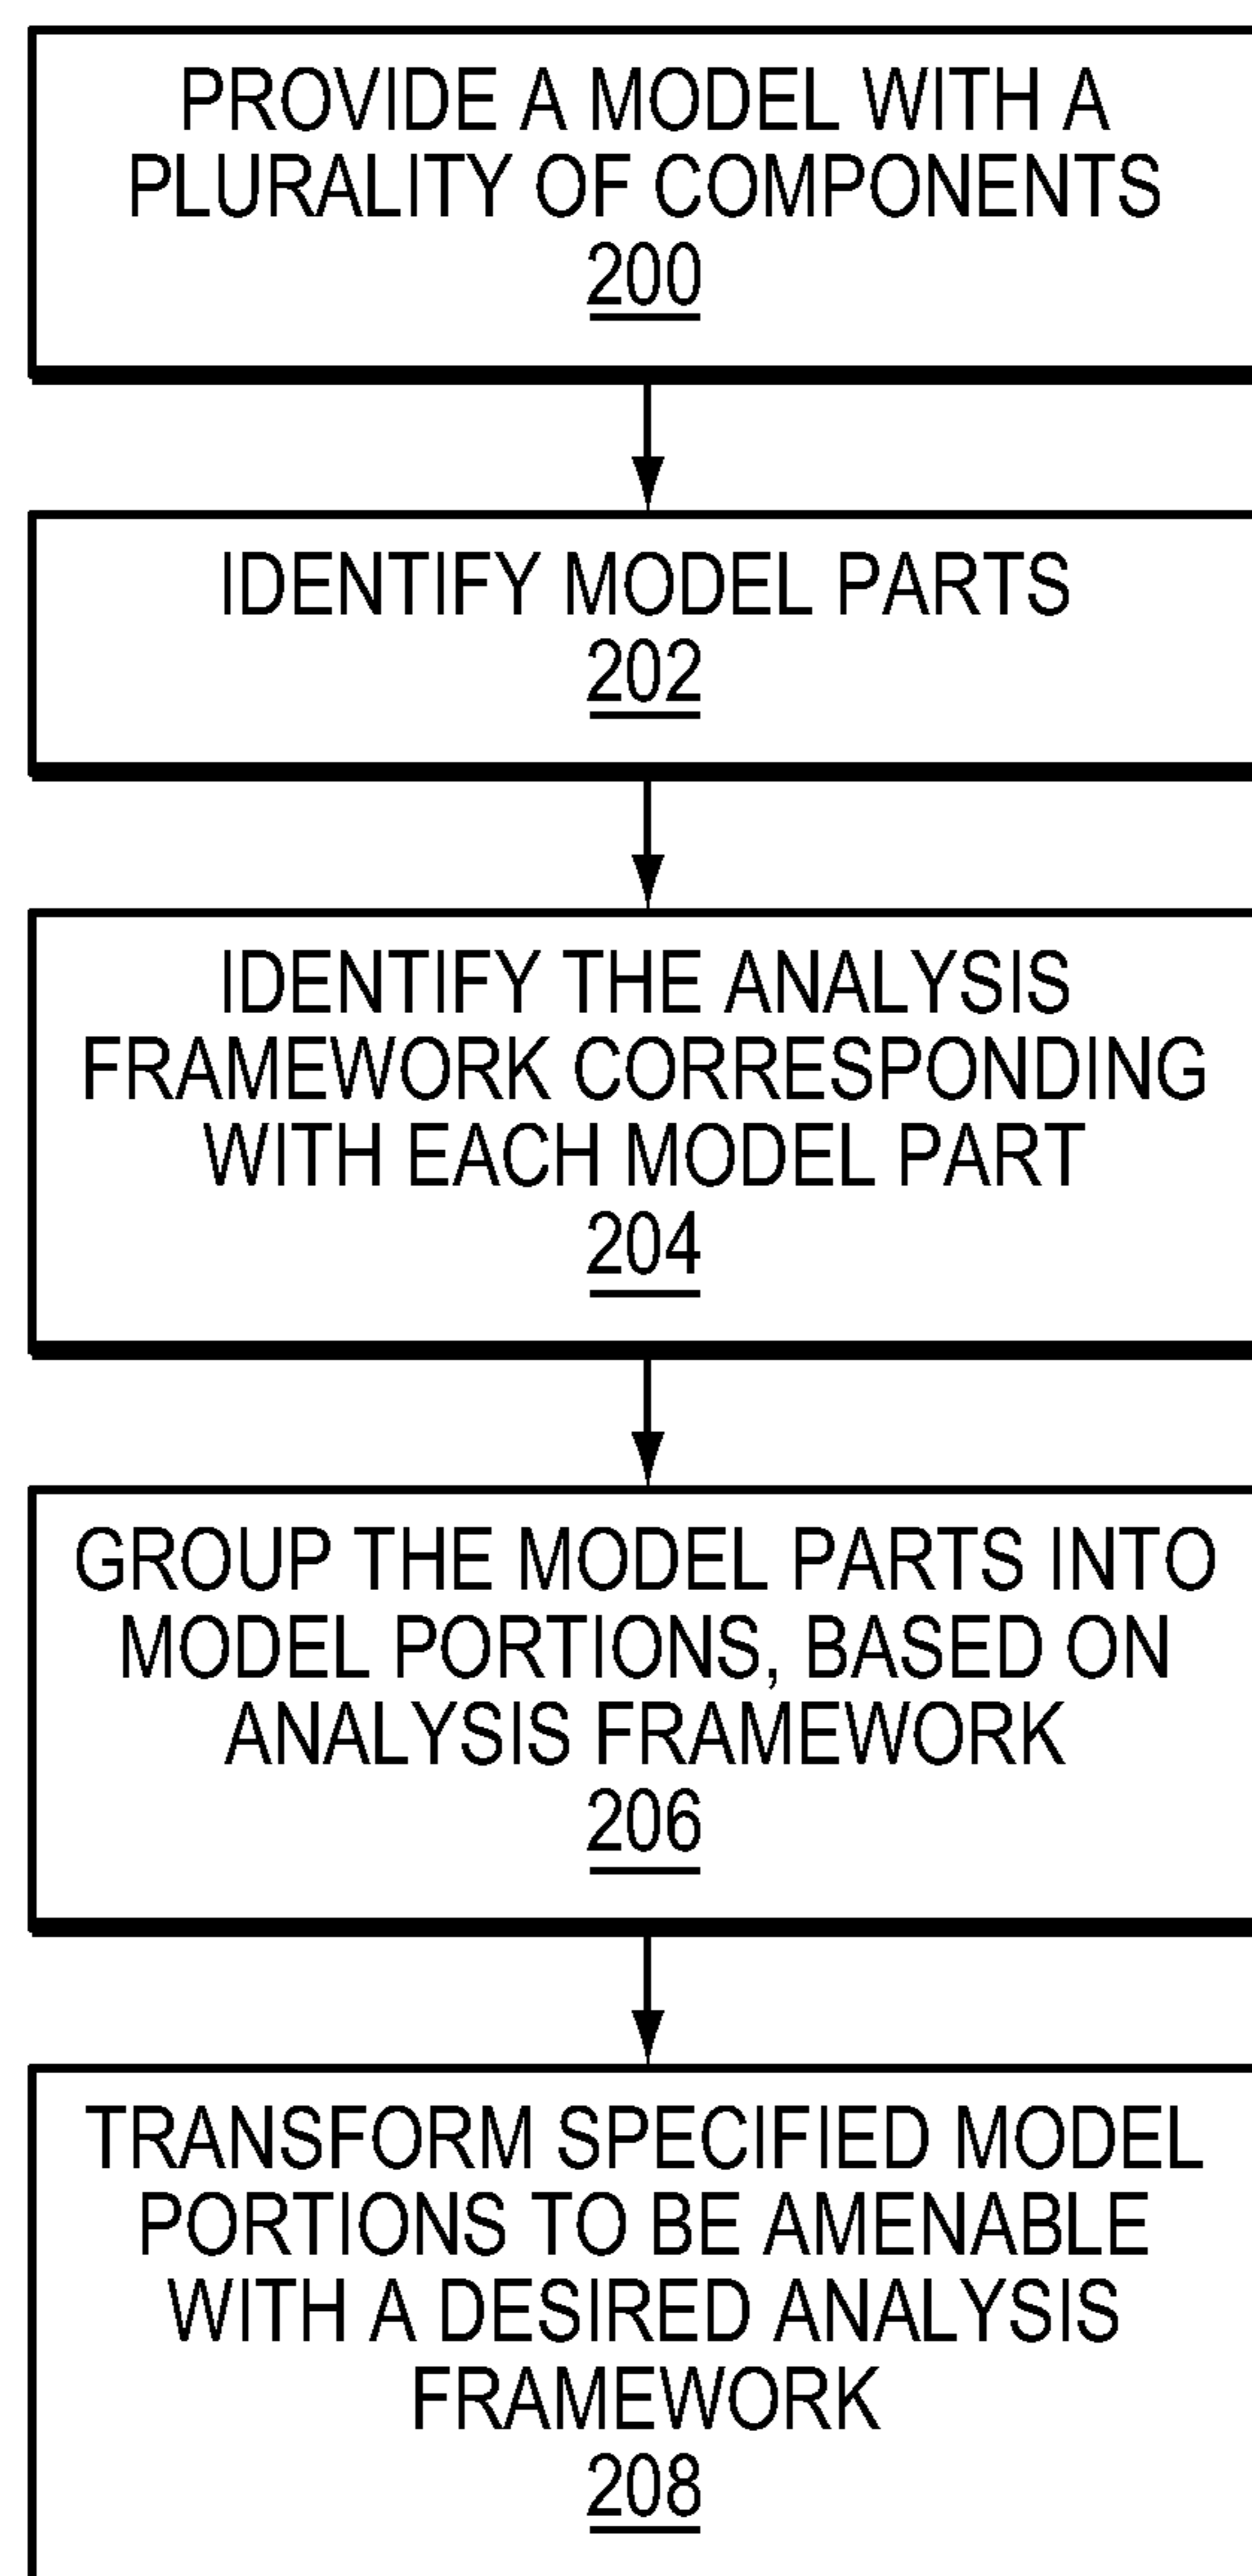 PROVIDE A MODEL WITH A
PLURALITY OF COMPONENTS
200
IDENTIFY MODEL PARTS
202
IDENTIFY THE ANALYSIS
FRAMEWORK CORRESPONDING
WITH EACH MODEL PART
204
GROUP THE MODEL PARTS INTO
MODEL PORTIONS, BASED ON
ANALYSIS FRAMEWORK
206
TRANSFORM SPECIFIED MODEL
PORTIONS TO BE AMENABLE
WITH A DESIRED ANALYSIS
FRAMEWORK
208